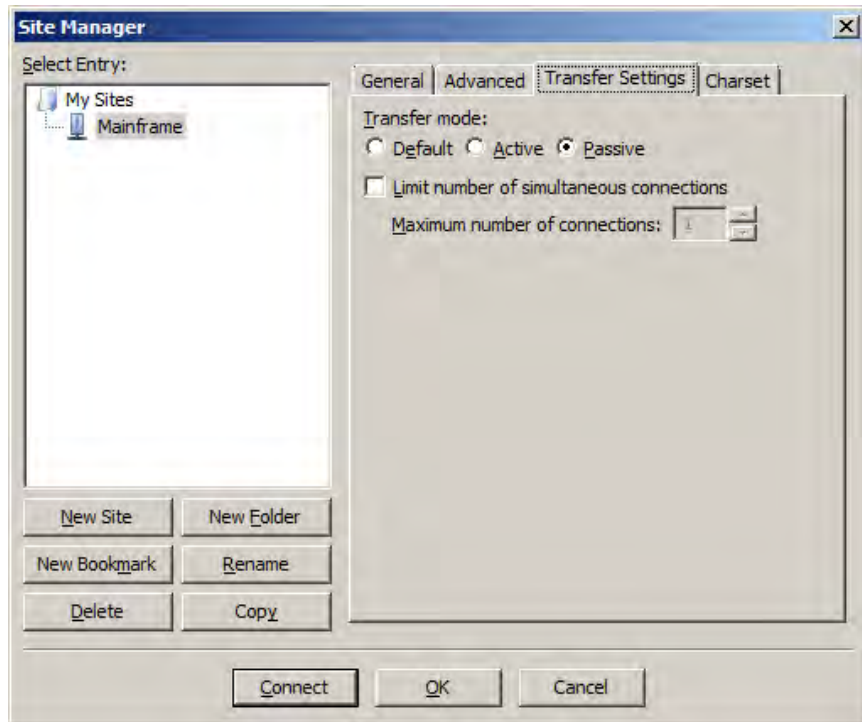 Site Manager
Select Entry:
My Sites
Mainframe
General Advanced Transfer Settings Charset
Transfer mode:
Default Active Passive
Limit number of simultaneous connections
Maximum number of connections: 1
New Site New Folder
New Bookmark Rename
Delete Copy
Connect OK Cancel